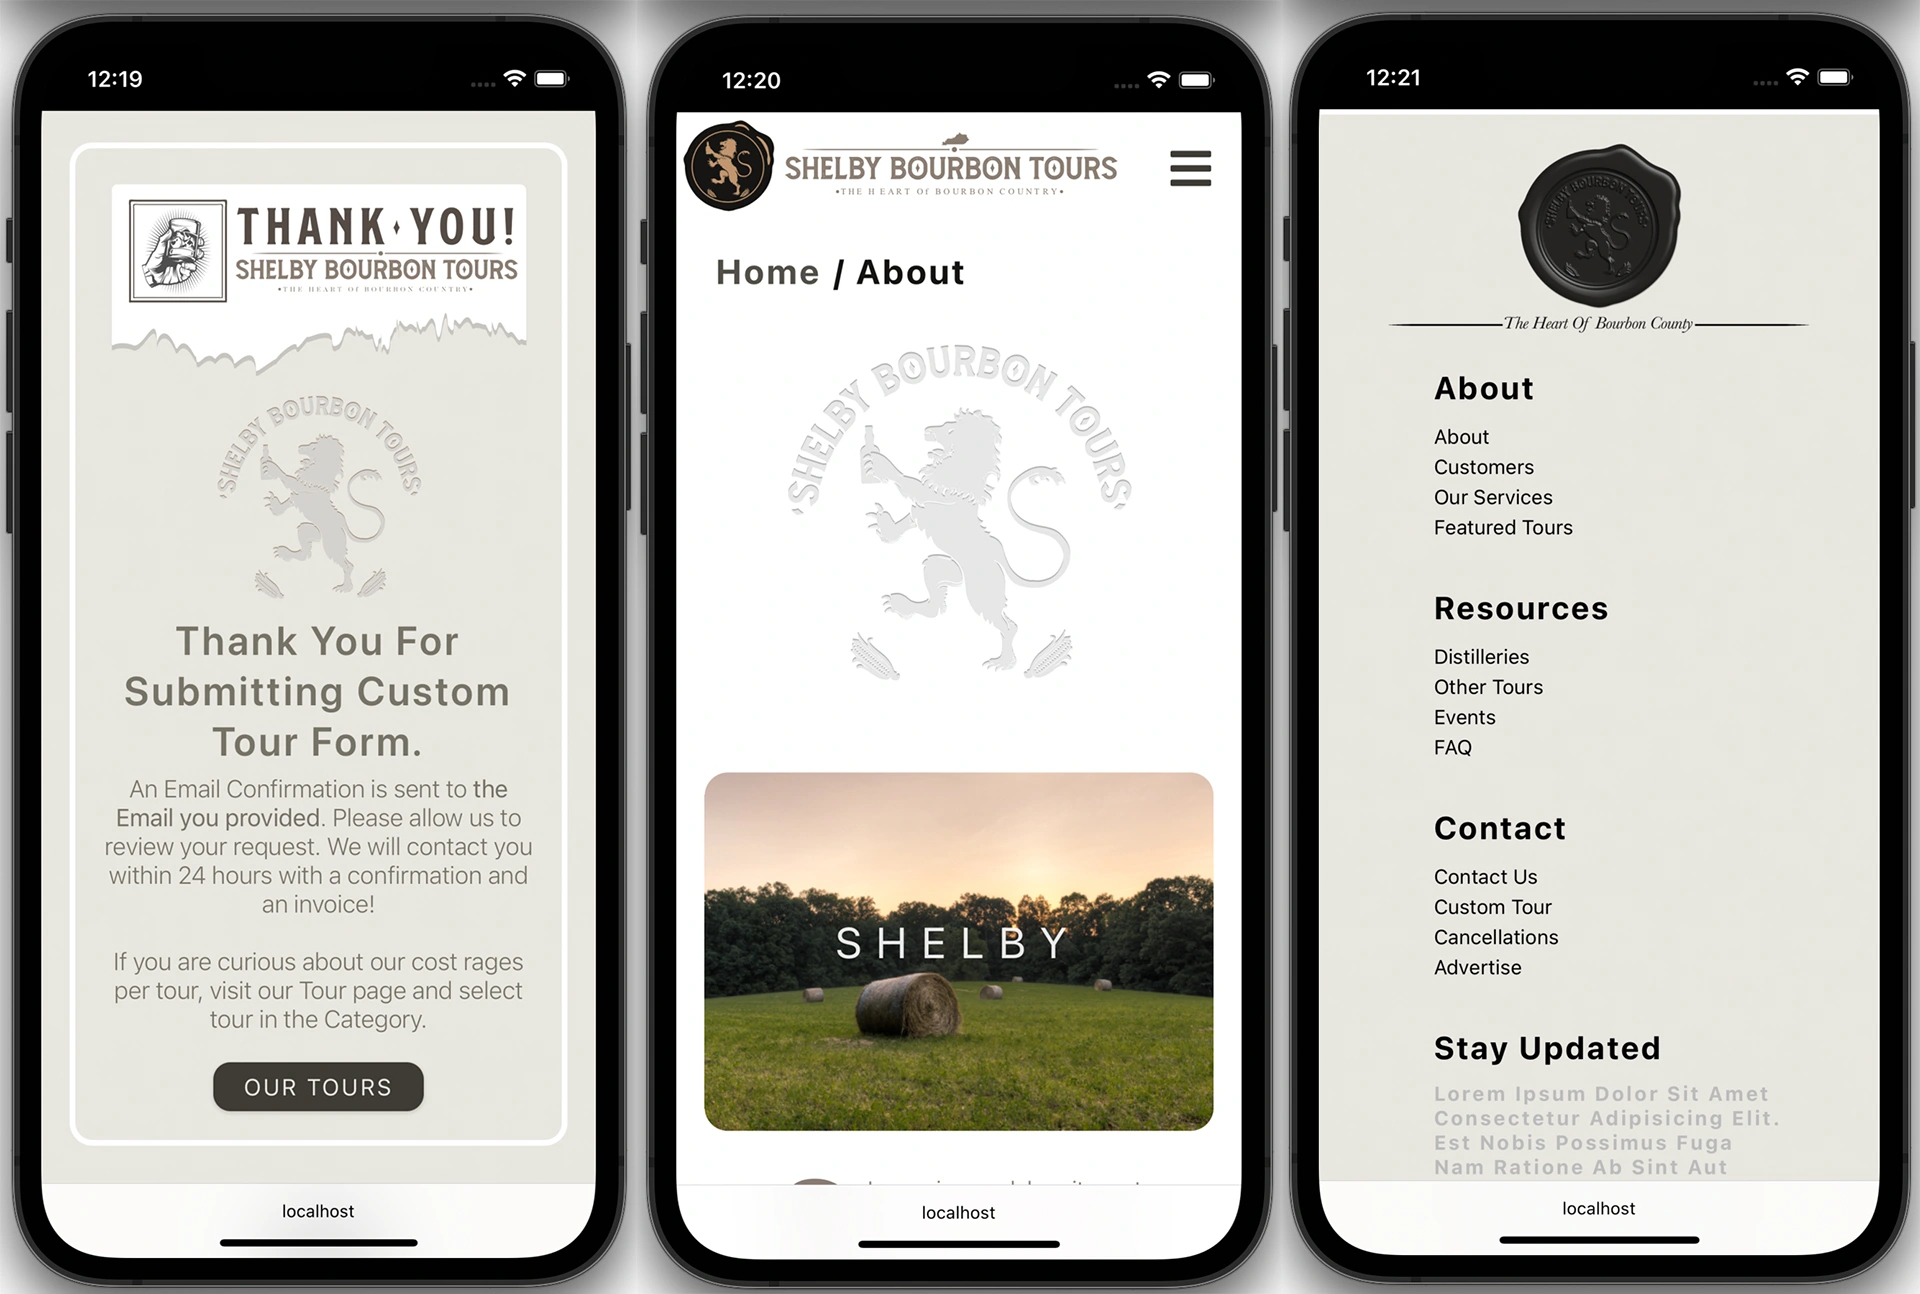 12:19
THANK YOU!
SHELBY BOURBON TOURS
•THE HEART Of BOURBON COUNTRY•
SHELBY BOURBON TOURS
Thank You For
Submitting Custom
Tour Form.
An Email Confirmation is sent to the
Email you provided. Please allow us to
review your request. We will contact you
within 24 hours with a confirmation and
an invoice!
If you are curious about our cost rages
per tour, visit our Tour page and select
tour in the Category.
OUR TOURS
localhost
12:20
SHELBY BOURBON TOURS
•THE HEART Of BOURBON COUNTRY•
Home / About
SHELBY BOURBON TOURS
SHELBY
localhost
12:21
SHELBY BOURBON TOURS
The Heart Of Bourbon County
About
About
Customers
Our Services
Featured Tours
Resources
Distilleries
Other Tours
Events
FAQ
Contact
Contact Us
Custom Tour
Cancellations
Advertise
Stay Updated
Lorem Ipsum Dolor Sit Amet
Consectetur Adipisicing Elit.
Est Nobis Possimus Fuga
Nam Ratione Ab Sint Aut
localhost